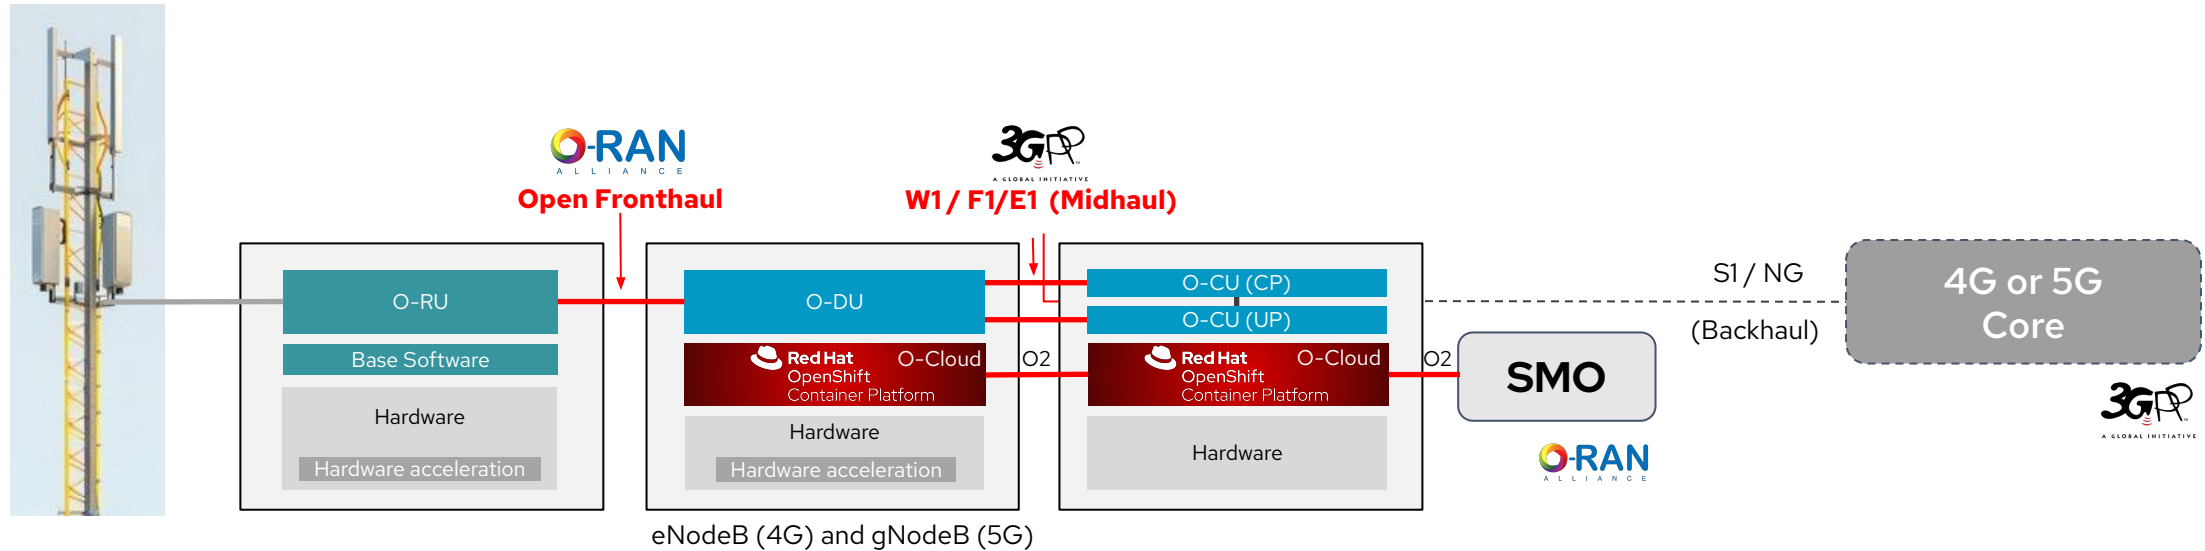 O-RAN
ALLIANCE
Open Fronthaul
3GPP
TM
A GLOBAL INITIATIVE
W1 / F1/E1 (Midhaul)
O-RU
Base Software
Hardware
Hardware acceleration
O-DU
Red Hat
OpenShift
Container Platform
O-Cloud
Hardware
Hardware acceleration
O2
O-CU (CP)
O-CU (UP)
Red Hat
OpenShift
Container Platform
O-Cloud
Hardware
O2
SMO
O-RAN
ALLIANCE
S1 / NG
(Backhaul)
4G or 5G
Core
3GPP
A GLOBAL INITIATIVE
eNodeB (4G) and gNodeB (5G)